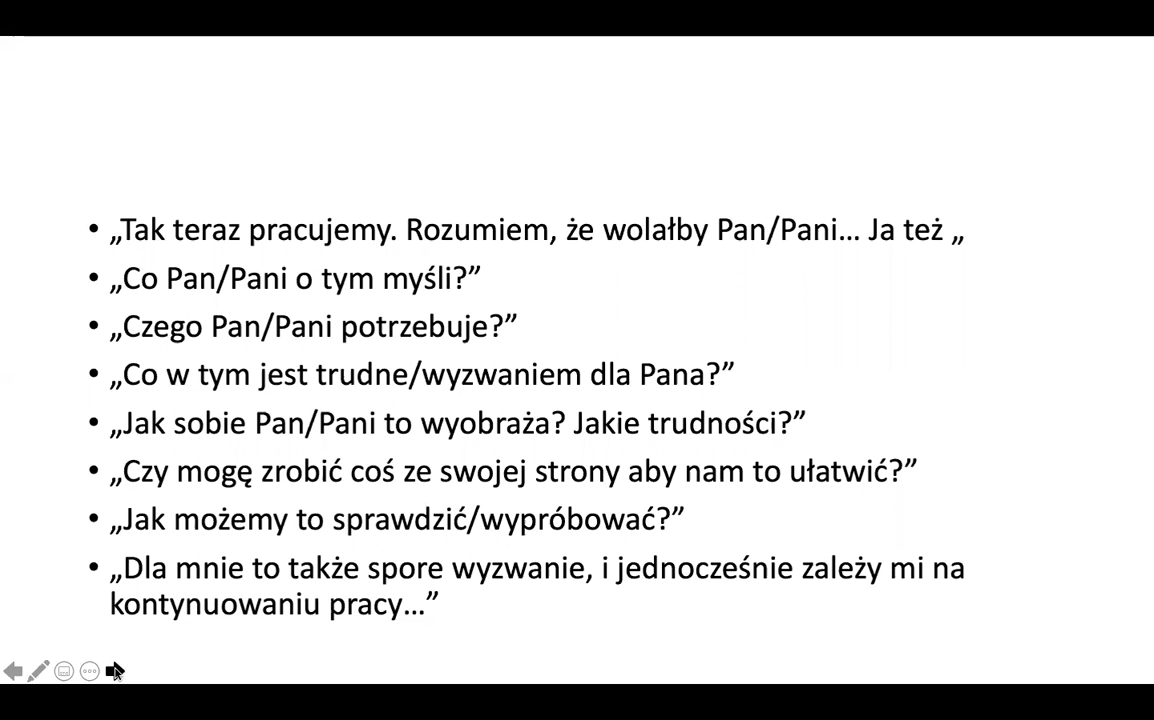 • „Tak teraz pracujemy. Rozumiem, że wolałby Pan/Pani… Ja też „
• „Co Pan/Pani o tym myśli?”
• „Czego Pan/Pani potrzebuje?”
• „Co w tym jest trudne/wyzwaniem dla Pana?”
• „Jak sobie Pan/Pani to wyobraża? Jakie trudności?”
• „Czy mogę zrobić coś ze swojej strony aby nam to ułatwić?”
• „Jak możemy to sprawdzić/wypróbować?”
• „Dla mnie to także spore wyzwanie, i jednocześnie zależy mi na
kontynuowaniu pracy…”